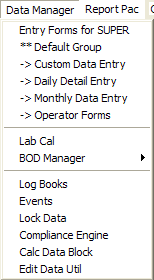 Data Manager Report Pac
Entry Forms for SUPER
** Default Group
-> Custom Data Entry
-> Daily Detail Entry
-> Monthly Data Entry
-> Operator Forms
Lab Cal
BOD Manager
Log Books
Events
Lock Data
Compliance Engine
Calc Data Block
Edit Data Util